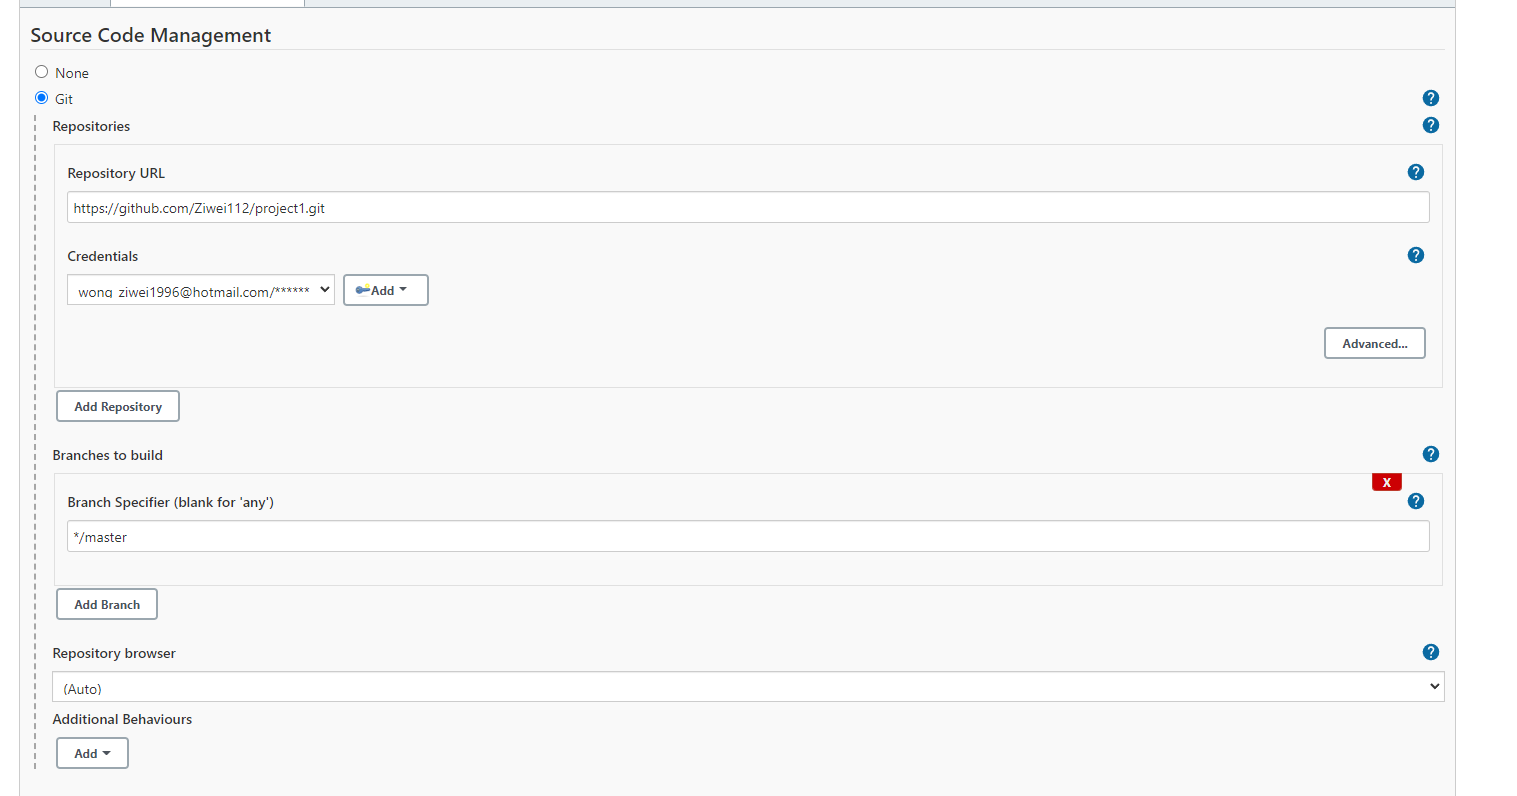 Source Code Management
None
Git
?
Repositories
?
Repository URL
?
https://github.com/Ziwei112/project1.git
Credentials
?
wong_ziwei1996@hotmail.com/******
Add
Advanced...
Add Repository
Branches to build
?
X
Branch Specifier (blank for 'any')
?
*/master
Add Branch
Repository browser
?
(Auto)
Additional Behaviours
Add